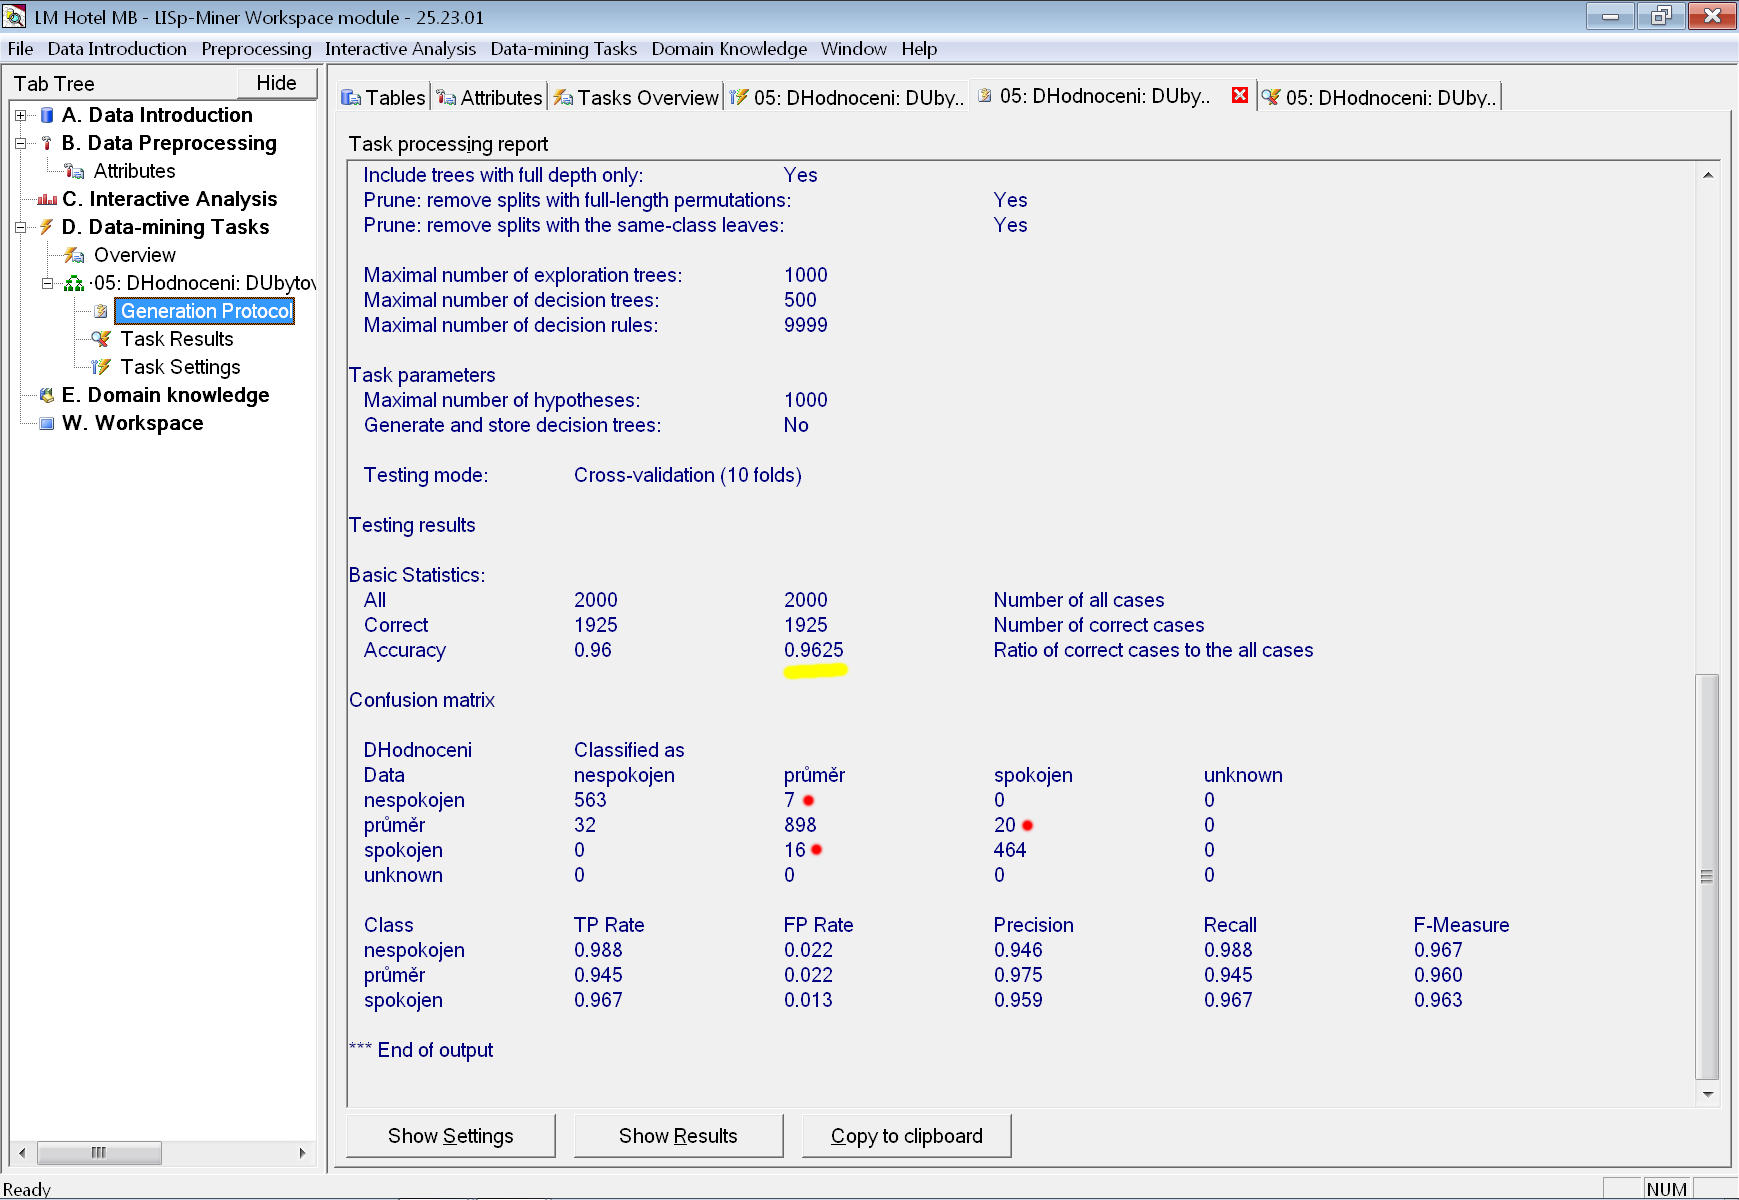 LM Hotel MB - LISp-Miner Workspace module - 25.23.01
File Data Introduction Preprocessing Interactive Analysis Data-mining Tasks Domain Knowledge Window Help
Tab Tree Hide
A. Data Introduction
B. Data Preprocessing
Attributes
C. Interactive Analysis
D. Data-mining Tasks
Overview
·05: DHodnoceni: DUbytov
Generation Protocol
Task Results
Task Settings
E. Domain knowledge
W. Workspace
Tables Attributes Tasks Overview 05: DHodnoceni: DUby.. 05: DHodnoceni: DUby.. 05: DHodnoceni: DUby..
Task processing report
Include trees with full depth only: Yes
Prune: remove splits with full-length permutations: Yes
Prune: remove splits with the same-class leaves: Yes
Maximal number of exploration trees: 1000
Maximal number of decision trees: 500
Maximal number of decision rules: 9999
Task parameters
Maximal number of hypotheses: 1000
Generate and store decision trees: No
Testing mode: Cross-validation (10 folds)
Testing results
Basic Statistics:
All 2000 2000 Number of all cases
Correct 1925 1925 Number of correct cases
Accuracy 0.96 0.9625 Ratio of correct cases to the all cases
Confusion matrix
DHodnoceni Classified as
Data nespokojen průměr spokojen unknown
nespokojen 563 7 0 0
průměr 32 898 20 0
spokojen 0 16 464 0
unknown 0 0 0 0
Class TP Rate FP Rate Precision Recall F-Measure
nespokojen 0.988 0.022 0.946 0.988 0.967
průměr 0.945 0.022 0.975 0.945 0.960
spokojen 0.967 0.013 0.959 0.967 0.963
*** End of output
Show Settings Show Results Copy to clipboard
Ready NUM